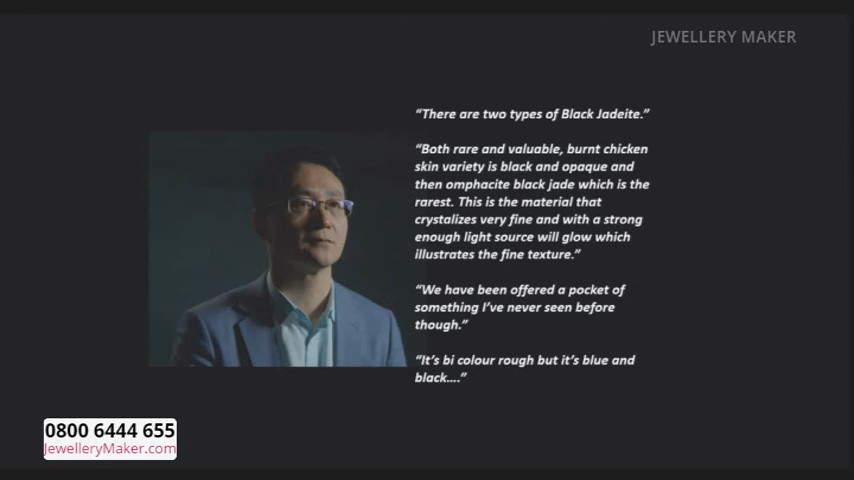 JEWELLERY MAKER
“There are two types of Black Jadeite.”
“Both rare and valuable, burnt chicken
skin variety is black and opaque and
then omphacite black jade which is the
rarest. This is the material that
crystalizes very fine and with a strong
enough light source will glow which
illustrates the fine texture.”
“We have been offered a pocket of
something I’ve never seen before
though.”
“It’s bi colour rough but it’s blue and
black....”
0800 6444 655
JewelleryMaker.com